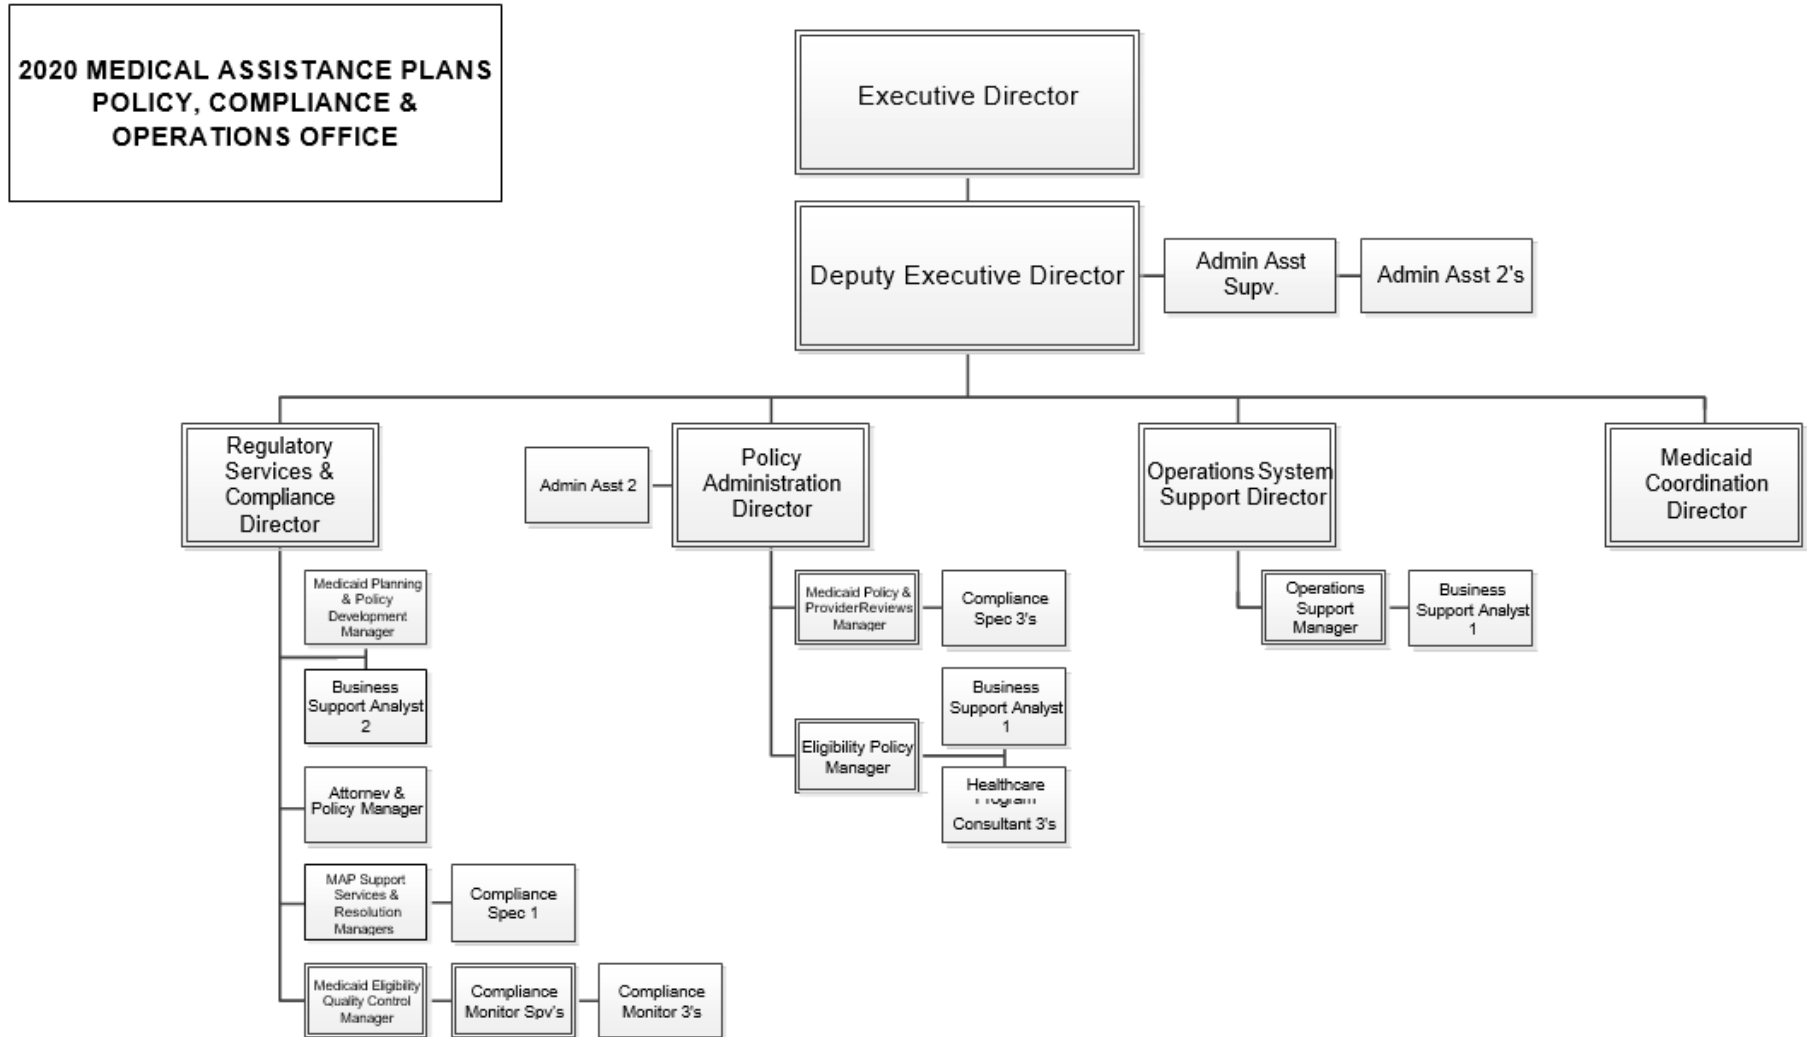 2020 MEDICAL ASSISTANCE PLANS
POLICY, COMPLIANCE &
OPERATIONS OFFICE
Executive Director
Deputy Executive Director
Admin Asst
Supv.
Admin Asst 2's
Regulatory
Services &
Compliance
Director
Admin Asst 2
Policy
Administration
Director
Operations System
Support Director
Medicaid
Coordination
Director
Medicaid Planning
& Policy
Development
Manager
Business
Support Analyst
2
Attorney &
Policy Manager
MAP Support
Services &
Resolution
Managers
Compliance
Spec 1
Medicaid Eligibility
Quality Control
Manager
Compliance
Monitor Spv's
Compliance
Monitor 3's
Medicaid Policy &
ProviderReviews
Manager
Compliance
Spec 3's
Eligibility Policy
Manager
Business
Support Analyst
1
Healthcare
Program
Consultant 3's
Operations
Support
Manager
Business
Support Analyst
1